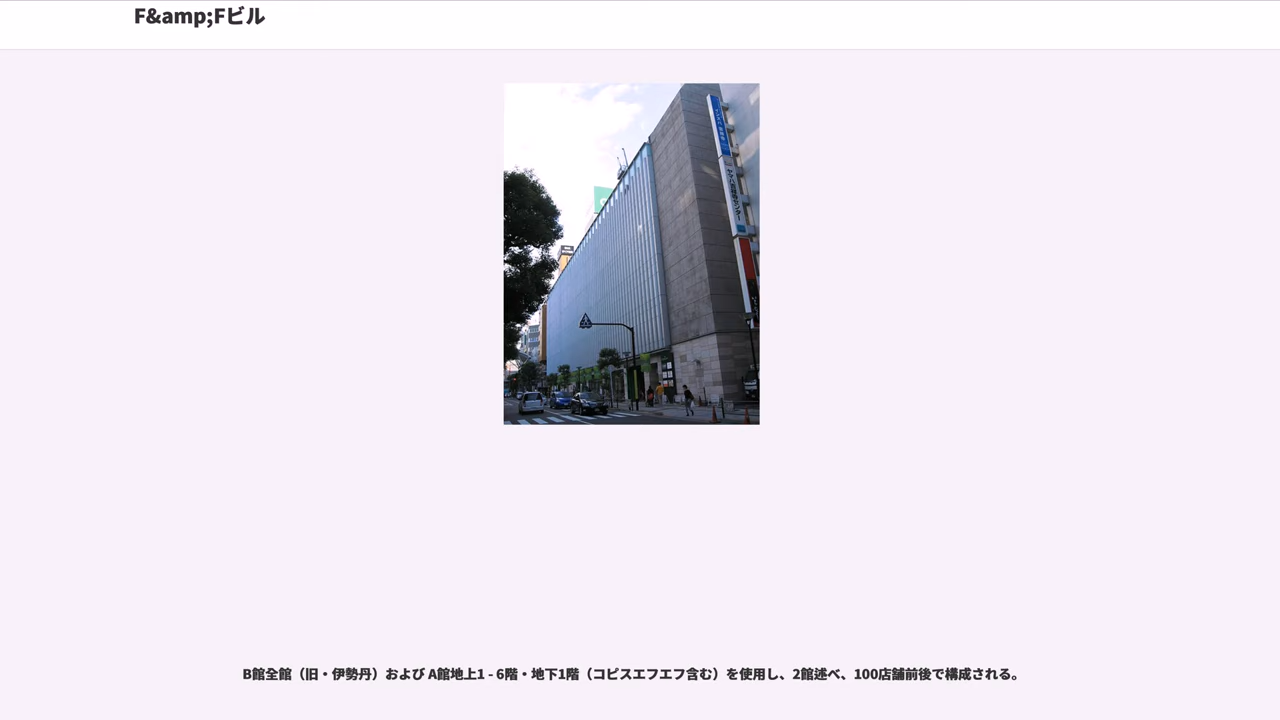 F&amp;Fビル
B館全館（旧・伊勢丹）および A館地上1 - 6階・地下1階（コピスエフエフ含む）を使用し、2館述べ、100店舗前後で構成される。